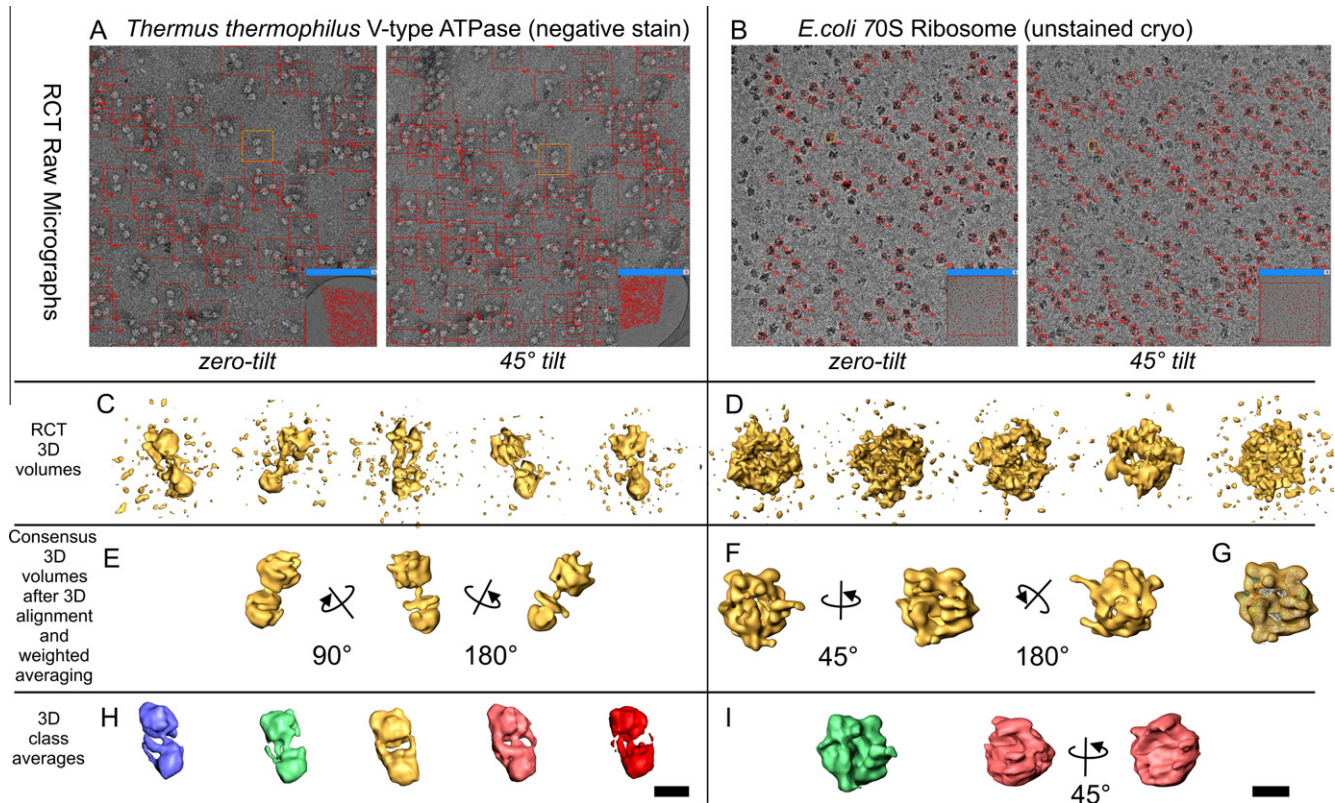 A Thermus thermophilus V-type ATPase (negative stain)
B E.coli 70S Ribosome (unstained cryo)
RCT Raw Micrographs
zero-tilt
45° tilt
zero-tilt
45° tilt
RCT
3D
volumes
C
D
Consensus
3D
volumes
after 3D
alignment
and
weighted
averaging
E
90°
180°
F
45°
180°
G
3D
class
averages
H
I
45°